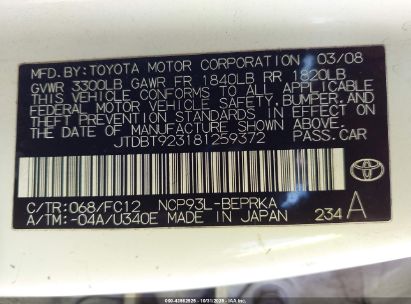 MFD. BY: TOYOTA MOTOR CORPORATION 03/08
GVWR 3300LB GAWR FR 1840LB RR 1820LB
THIS VEHICLE CONFORMS TO ALL APPLICABLE
FEDERAL MOTOR VEHICLE SAFETY, BUMPER, AND
THEFT PREVENTION STANDARDS IN EFFECT ON
THE DATE OF MANUFACTURE SHOWN ABOVE.
JTDBT923181259372 PASS.CAR
C/TR: 068/FC12 NCP93L-BEPRKA
A/TM: -04A/U340E MADE IN JAPAN 234 A
TOYOTA